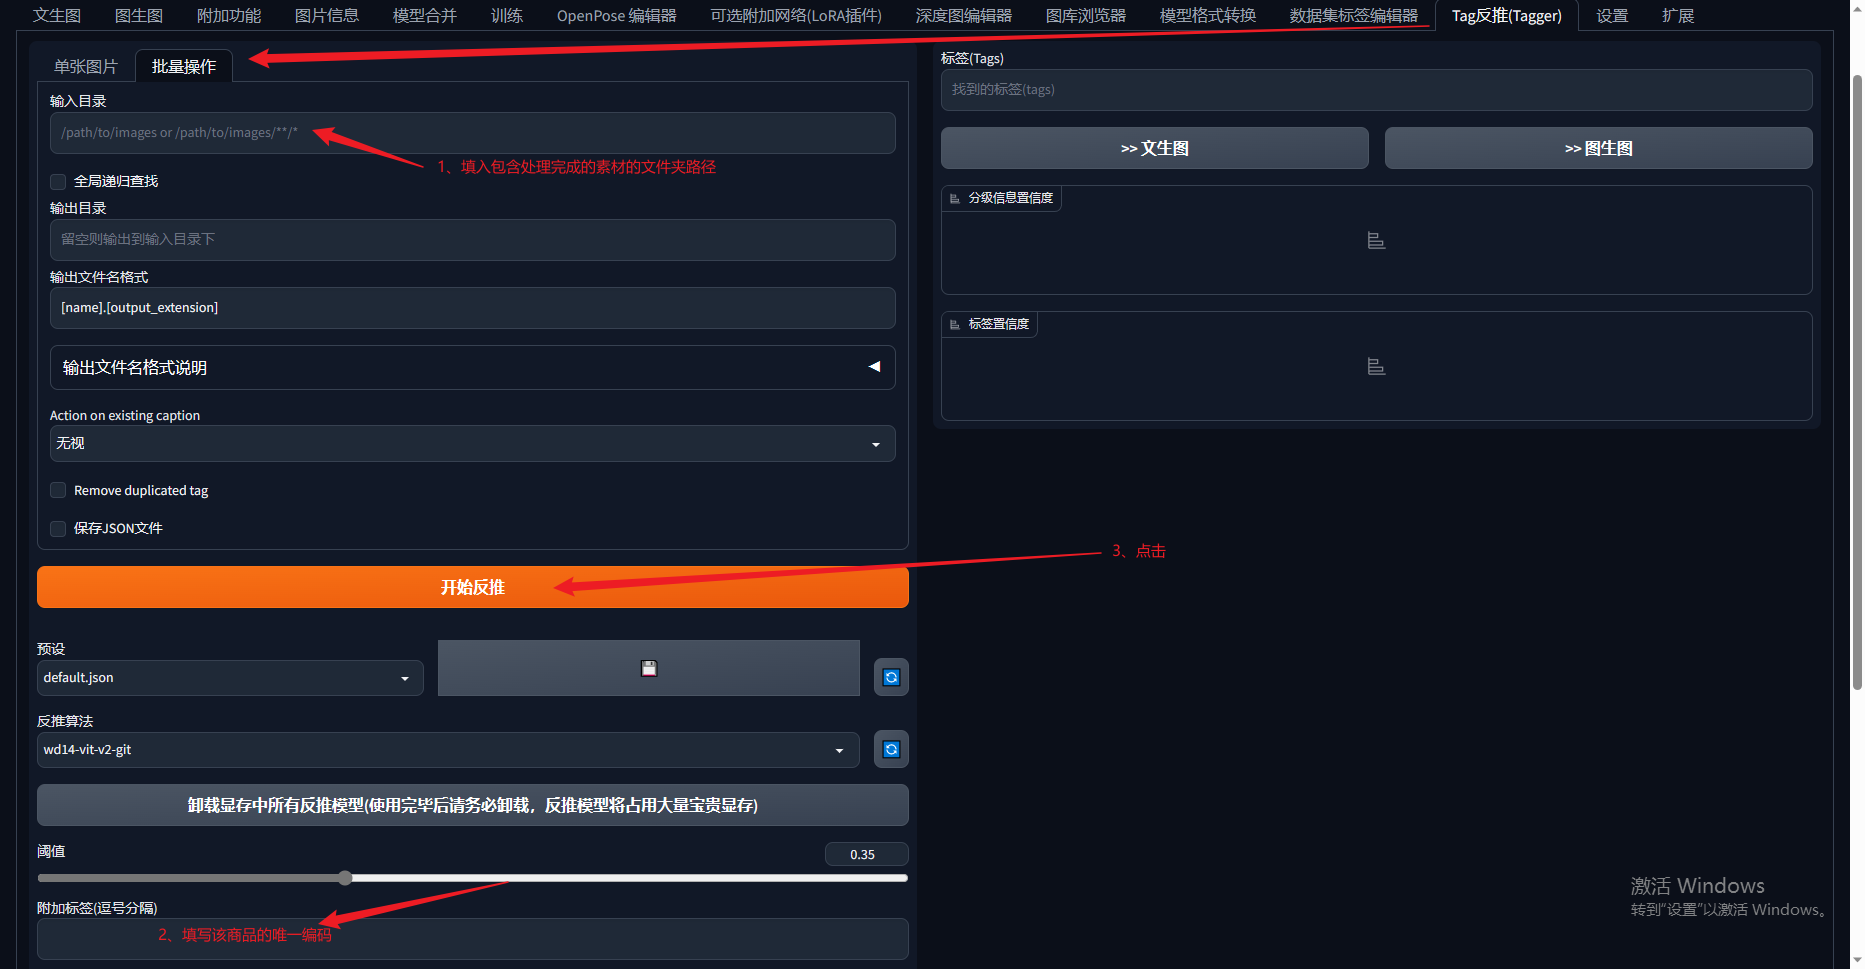 文生图 图生图 附加功能 图片信息 模型合并 训练 OpenPose 编辑器 可选附加网络(LoRA插件) 深度图编辑器 图库浏览器 模型格式转换 数据集标签编辑器 Tag反推(Tagger) 设置 扩展
单张图片 批量操作
输入目录
/path/to/images or /path/to/images/**/*
1、填入包含处理完成的素材的文件夹路径
全局递归查找
输出目录
留空则输出到输入目录下
输出文件名格式
[name].[output_extension]
输出文件名格式说明
Action on existing caption
无视
Remove duplicated tag
保存JSON文件
3、点击
开始反推
预设
default.json
反推算法
wd14-vit-v2-git
卸载显存中所有反推模型(使用完毕后请务必卸载，反推模型将占用大量宝贵显存)
阈值
0.35
附加标签(逗号分隔)
2、填写该商品的唯一编码
标签(Tags)
找到的标签(tags)
>> 文生图
>> 图生图
分级信息置信度
标签置信度
激活 Windows
转到“设置”以激活 Windows。